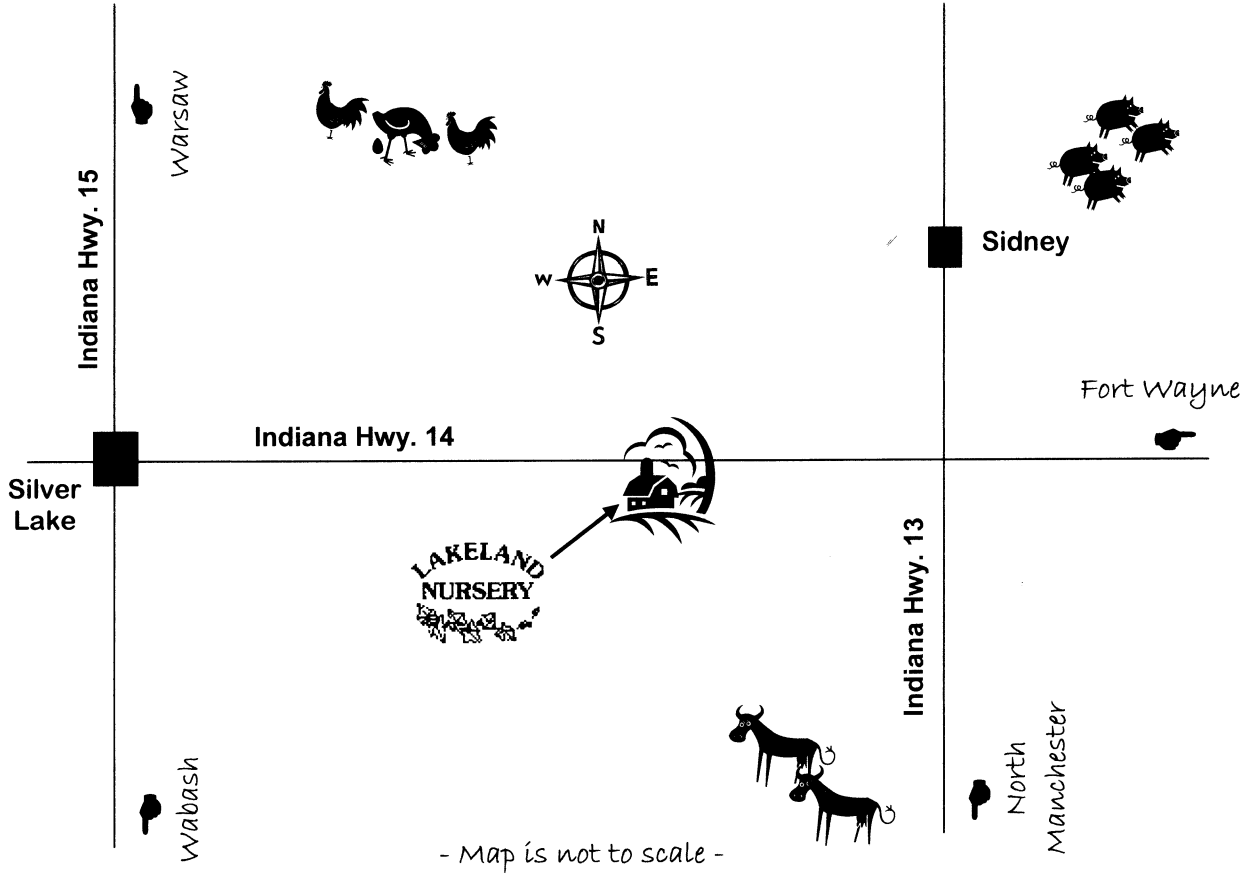 Warsaw
Indiana Hwy. 15
N
W
E
S
Sidney
Fort Wayne
Indiana Hwy. 14
Silver
Lake
LAKELAND
NURSERY
Indiana Hwy. 13
North
Manchester
Wabash
- Map is not to scale -